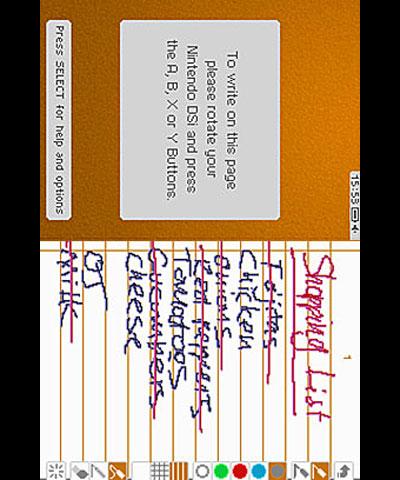 15:53
To write on this page
please rotate your
Nintendo DSi and press
the A, B, X or Y Buttons.
Press SELECT for help and options
1
Shopping List
Fajitas
Chicken
Onions
Red Peppers
Tomatoes
Cucumbers
Cheese
OJ
Milk